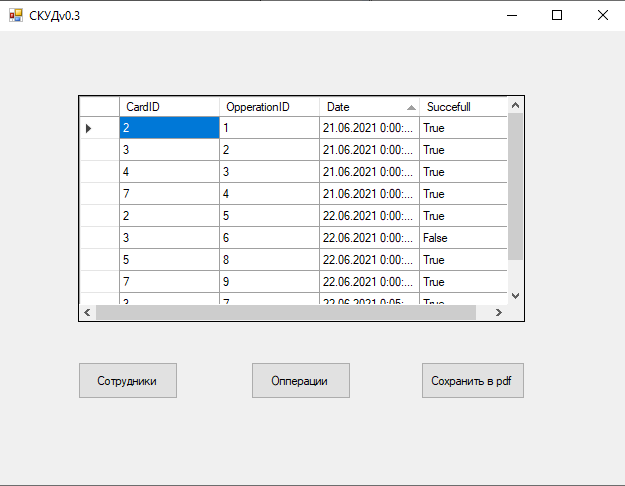 СКУДv0.3
CardID OpperationID Date Succefull
2 1 21.06.2021 0:00:... True
3 2 21.06.2021 0:00:... True
4 3 21.06.2021 0:00:... True
7 4 21.06.2021 0:00:... True
2 5 22.06.2021 0:00:... True
3 6 22.06.2021 0:00:... False
5 8 22.06.2021 0:00:... True
7 9 22.06.2021 0:00:... True
3 7 22.06.2021 0:05:... True
Сотрудники Опперации Сохранить в pdf